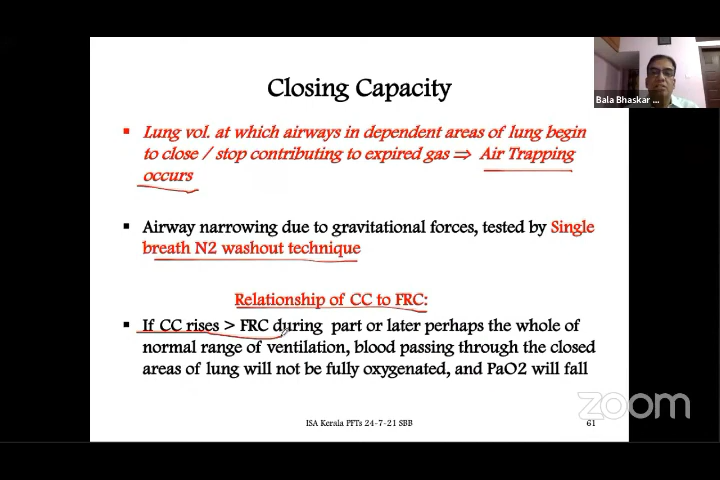 Closing Capacity
Lung vol. at which airways in dependent areas of lung begin
to close / stop contributing to expired gas ⇒ Air Trapping
occurs
Airway narrowing due to gravitational forces, tested by Single
breath N2 washout technique
Relationship of CC to FRC:
If CC rises > FRC during part or later perhaps the whole of
normal range of ventilation, blood passing through the closed
areas of lung will not be fully oxygenated, and PaO2 will fall
ISA Kerala PFTs 24-7-21 SBB
61
Bala Bhaskar ...
zoom